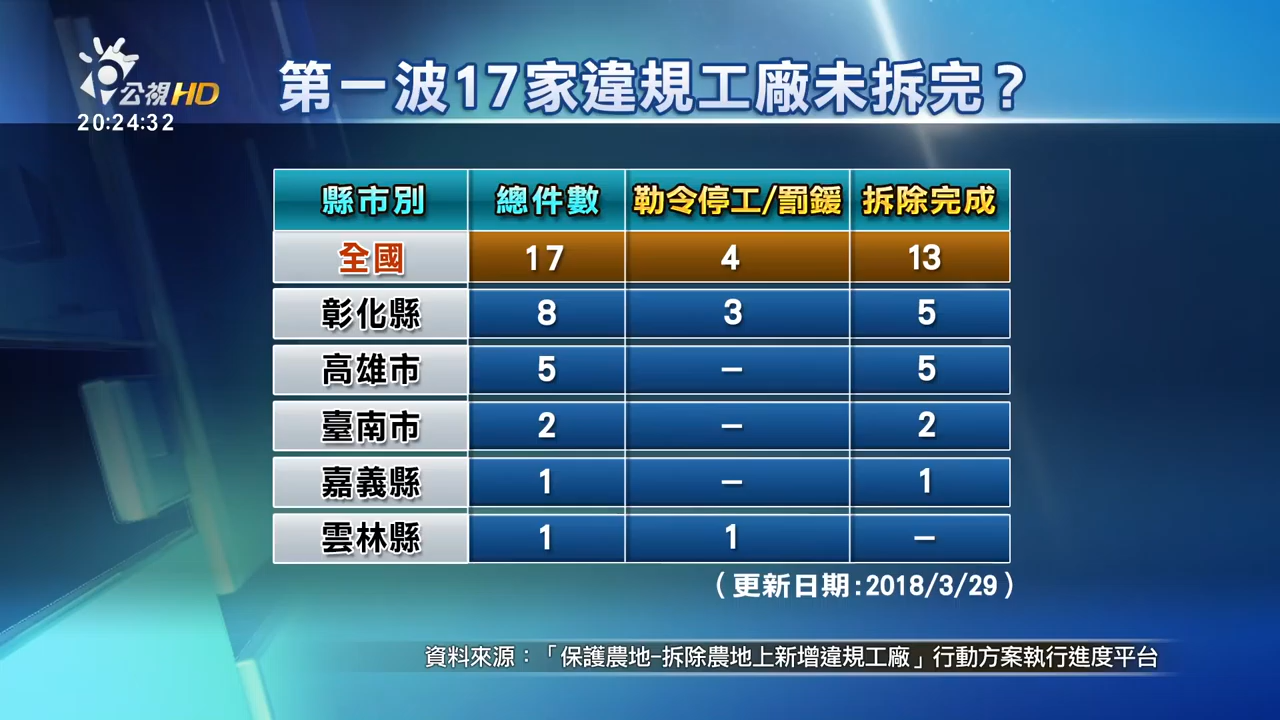 公視HD
20:24:32
第一波17家違規工廠未拆完？
縣市別 總件數 勒令停工/罰鍰 拆除完成
全國 17 4 13
彰化縣 8 3 5
高雄市 5 — 5
臺南市 2 — 2
嘉義縣 1 — 1
雲林縣 1 1 —
（更新日期:2018/3/29）
資料來源：「保護農地-拆除農地上新增違規工廠」行動方案執行進度平台